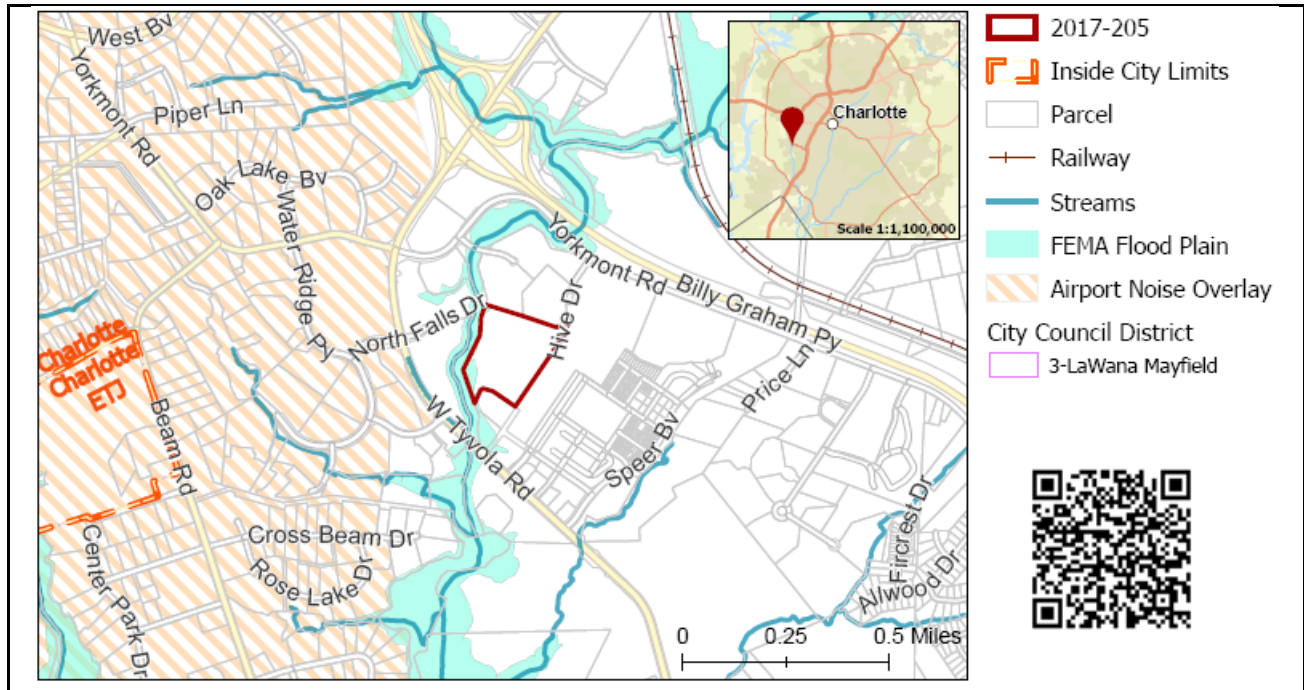 West Bv
Yorkmont Rd
Piper Ln
Oak Lake Bv
Water Ridge Py
North Falls Dr
Yorkmont Rd
Billy Graham Py
Hive Dr
Price Ln
Speer Bv
W Tyvola Rd
Charlotte
Charlotte
ETJ
Beam Rd
Cross Beam Dr
Rose Lake Dr
Center Park Dr
Fircrest Dr
Allwood Dr
0 0.25 0.5 Miles
Charlotte
Scale 1:1,100,000
2017-205
Inside City Limits
Parcel
Railway
Streams
FEMA Flood Plain
Airport Noise Overlay
City Council District
3-LaWana Mayfield